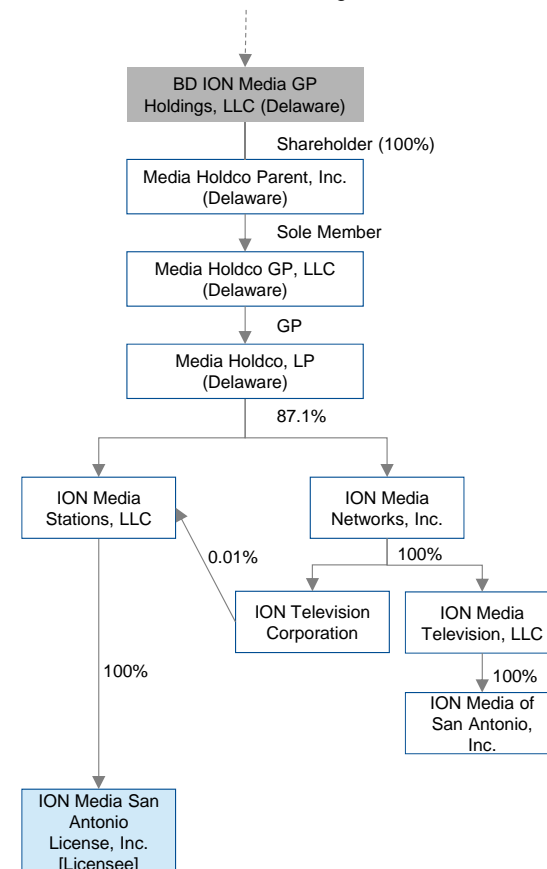 BD ION Media GP
Holdings, LLC (Delaware)
Shareholder (100%)
Media Holdco Parent, Inc.
(Delaware)
Sole Member
Media Holdco GP, LLC
(Delaware)
GP
Media Holdco, LP
(Delaware)
87.1%
ION Media
Stations, LLC
ION Media
Networks, Inc.
0.01%
100%
ION Television
Corporation
ION Media
Television, LLC
100%
100%
ION Media of
San Antonio,
Inc.
ION Media San
Antonio
License, Inc.
[Licensee]